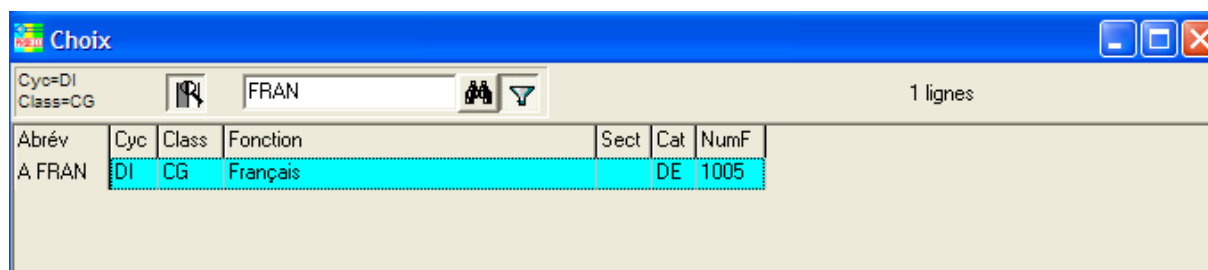 Choix
Cyc=DI
Class=CG
FRAN
1 lignes
Abrév Cyc Class Fonction Sect Cat NumF
A FRAN DI CG Français DE 1005